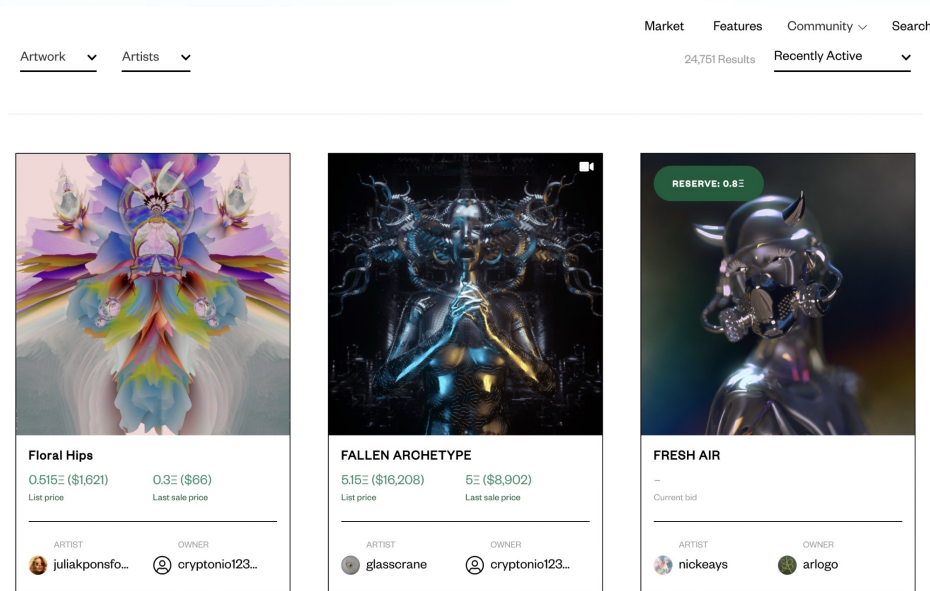 Market Features Community Search
Artwork Artists 24,751 Results Recently Active
RESERVE: 0.8Ξ
Floral Hips
0.515Ξ ($1,621) 0.3Ξ ($66)
List price Last sale price
ARTIST OWNER
juliakponsfo... cryptonio123...
FALLEN ARCHETYPE
5.15Ξ ($16,208) 5Ξ ($8,902)
List price Last sale price
ARTIST OWNER
glasscrane cryptonio123...
FRESH AIR
–
Current bid
ARTIST OWNER
nickeays arlogo